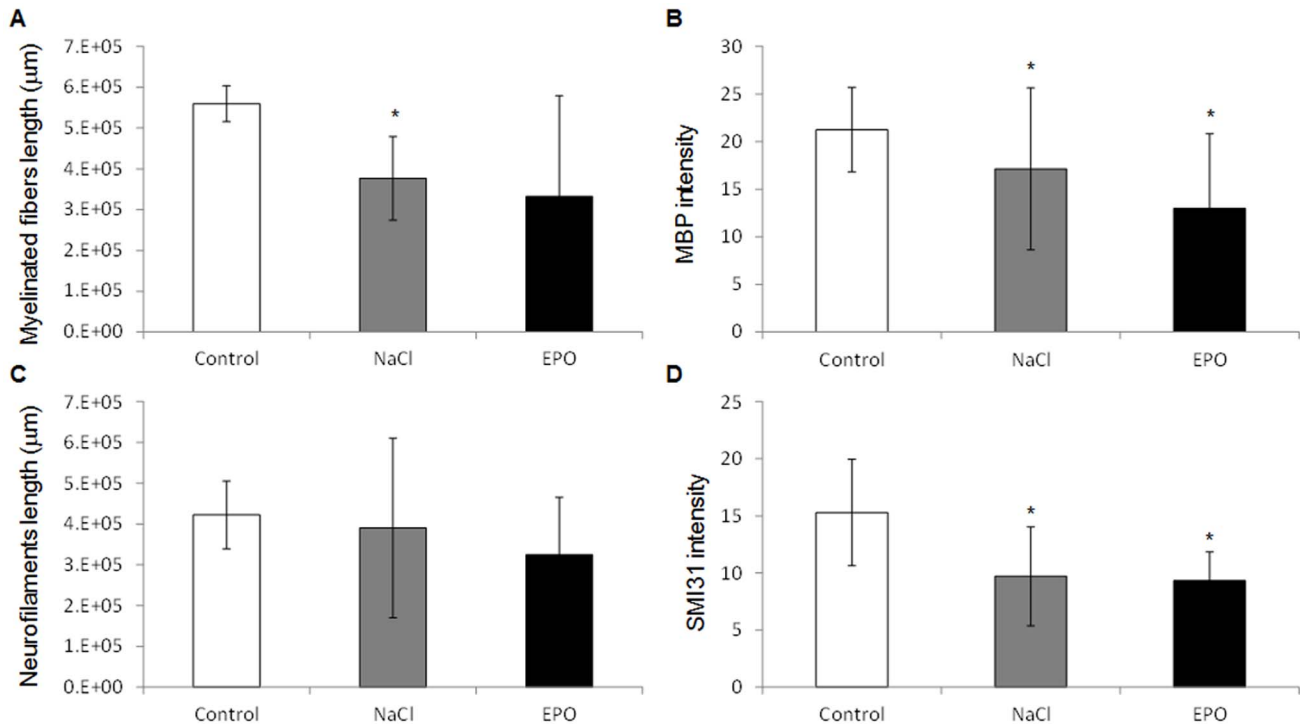 A
Myelinated fibers length (µm)
7.E+05
6.E+05
5.E+05
4.E+05
3.E+05
2.E+05
1.E+05
0.E+00
*
Control NaCl EPO
B
MBP intensity
30
25
20
15
10
5
0
*
*
Control NaCl EPO
C
Neurofilaments length (µm)
7.E+05
6.E+05
5.E+05
4.E+05
3.E+05
2.E+05
1.E+05
0.E+00
Control NaCl EPO
D
SMI31 intensity
25
20
15
10
5
0
*
*
Control NaCl EPO